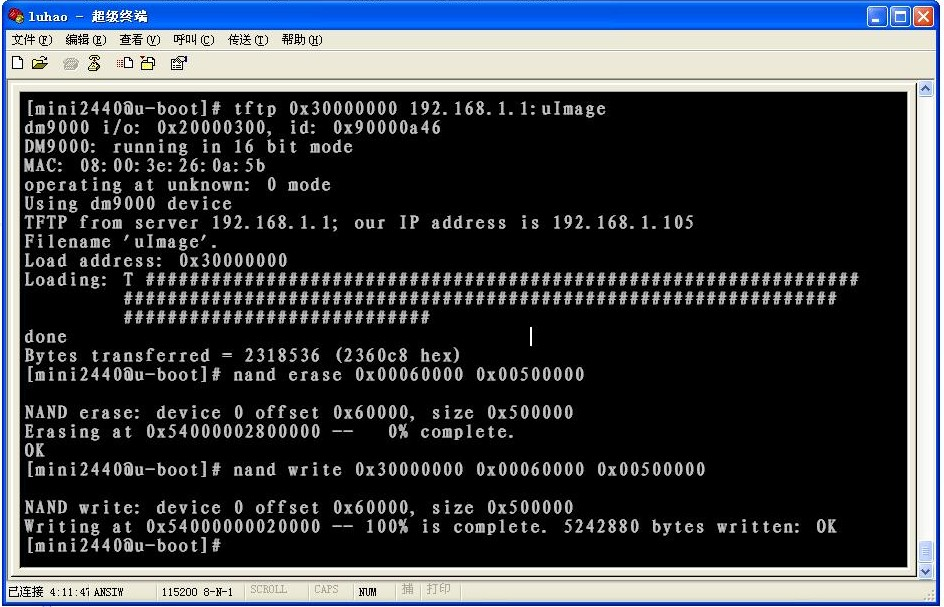 luhao - 超级终端
文件(F) 编辑(E) 查看(V) 呼叫(C) 传送(T) 帮助(H)
[mini2440@u-boot]# tftp 0x30000000 192.168.1.1:uImage
dm9000 i/o: 0x20000300, id: 0x90000a46
DM9000: running in 16 bit mode
MAC: 08:00:3e:26:0a:5b
operating at unknown: 0 mode
Using dm9000 device
TFTP from server 192.168.1.1; our IP address is 192.168.1.105
Filename 'uImage'.
Load address: 0x30000000
Loading: T #################################################################
#################################################################
############################
done
Bytes transferred = 2318536 (2360c8 hex)
[mini2440@u-boot]# nand erase 0x00060000 0x00500000
NAND erase: device 0 offset 0x60000, size 0x500000
Erasing at 0x54000002800000 -- 0% complete.
OK
[mini2440@u-boot]# nand write 0x30000000 0x00060000 0x00500000
NAND write: device 0 offset 0x60000, size 0x500000
Writing at 0x54000000020000 -- 100% is complete. 5242880 bytes written: OK
[mini2440@u-boot]#
已连接 4:11:47 ANSIW 115200 8-N-1 SCROLL CAPS NUM 捕 打印